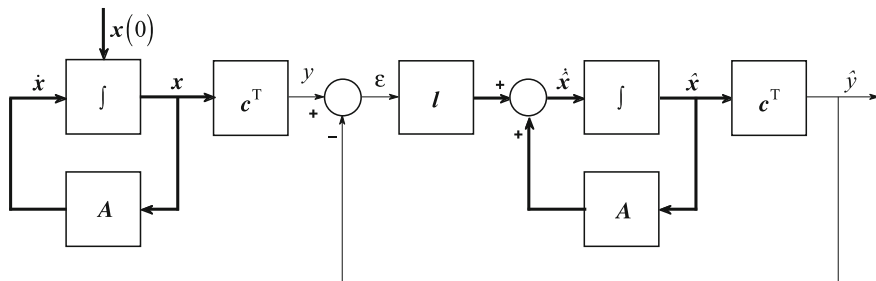 x(0)
ẋ
∫
x
cᵀ
y
+
−
ε
l
+
+
x̂̇
∫
x̂
cᵀ
ŷ
A
A